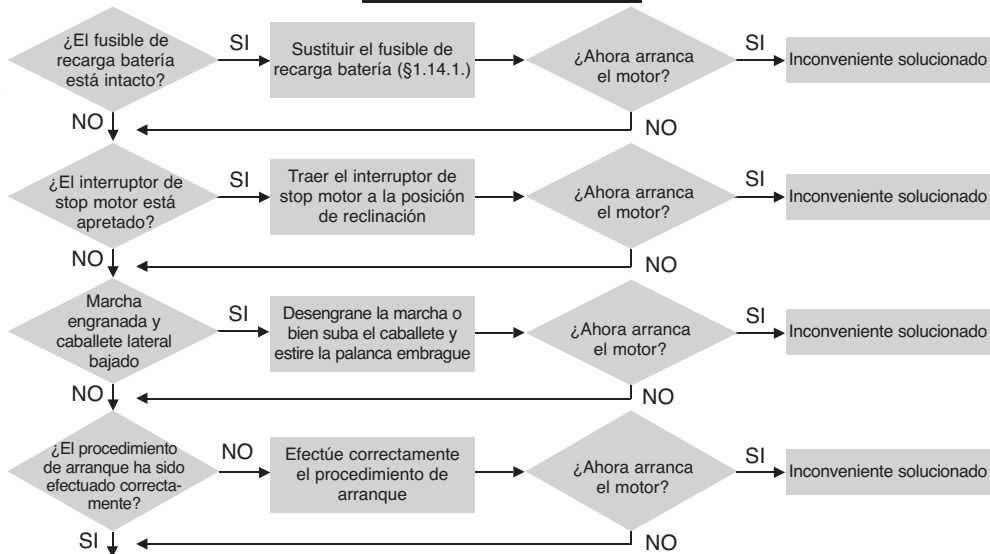 ¿El fusible de
recarga batería
está intacto?
SI
Sustituir el fusible de
recarga batería (§1.14.1.)
¿Ahora arranca
el motor?
SI
Inconveniente solucionado
NO
NO
¿El interruptor de
stop motor está
apretado?
SI
Traer el interruptor de
stop motor a la posición
de reclinación
¿Ahora arranca
el motor?
SI
Inconveniente solucionado
NO
NO
Marcha
engranada y
caballete lateral
bajado
SI
Desengrane la marcha o
bien suba el caballete y
estire la palanca embrague
¿Ahora arranca
el motor?
SI
Inconveniente solucionado
NO
NO
¿El procedimiento
de arranque ha sido
efectuado correcta-
mente?
NO
Efectúe correctamente
el procedimiento de
arranque
¿Ahora arranca
el motor?
SI
Inconveniente solucionado
SI
NO